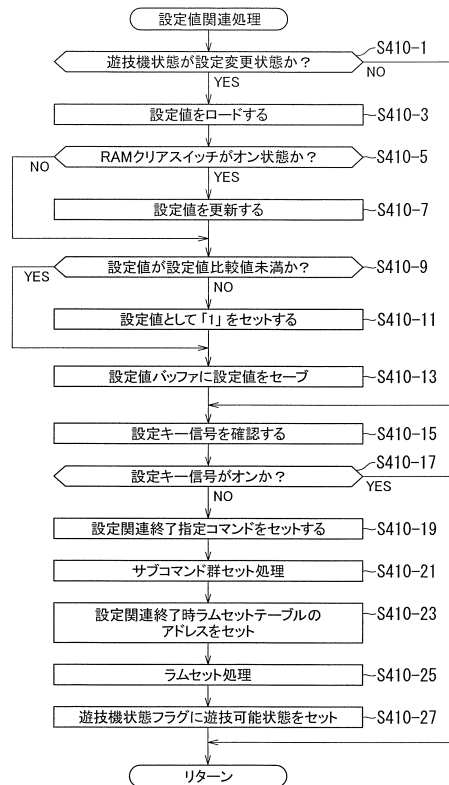 設定値関連処理
遊技機状態が設定変更状態か？
S410-1
NO
YES
設定値をロードする
S410-3
RAMクリアスイッチがオン状態か？
S410-5
NO
YES
設定値を更新する
S410-7
設定値が設定値比較値未満か？
S410-9
YES
NO
設定値として「1」をセットする
S410-11
設定値バッファに設定値をセーブ
S410-13
設定キー信号を確認する
S410-15
設定キー信号がオンか？
S410-17
YES
NO
設定関連終了指定コマンドをセットする
S410-19
サブコマンド群セット処理
S410-21
設定関連終了時ラムセットテーブルの
アドレスをセット
S410-23
ラムセット処理
S410-25
遊技機状態フラグに遊技可能状態をセット
S410-27
リターン